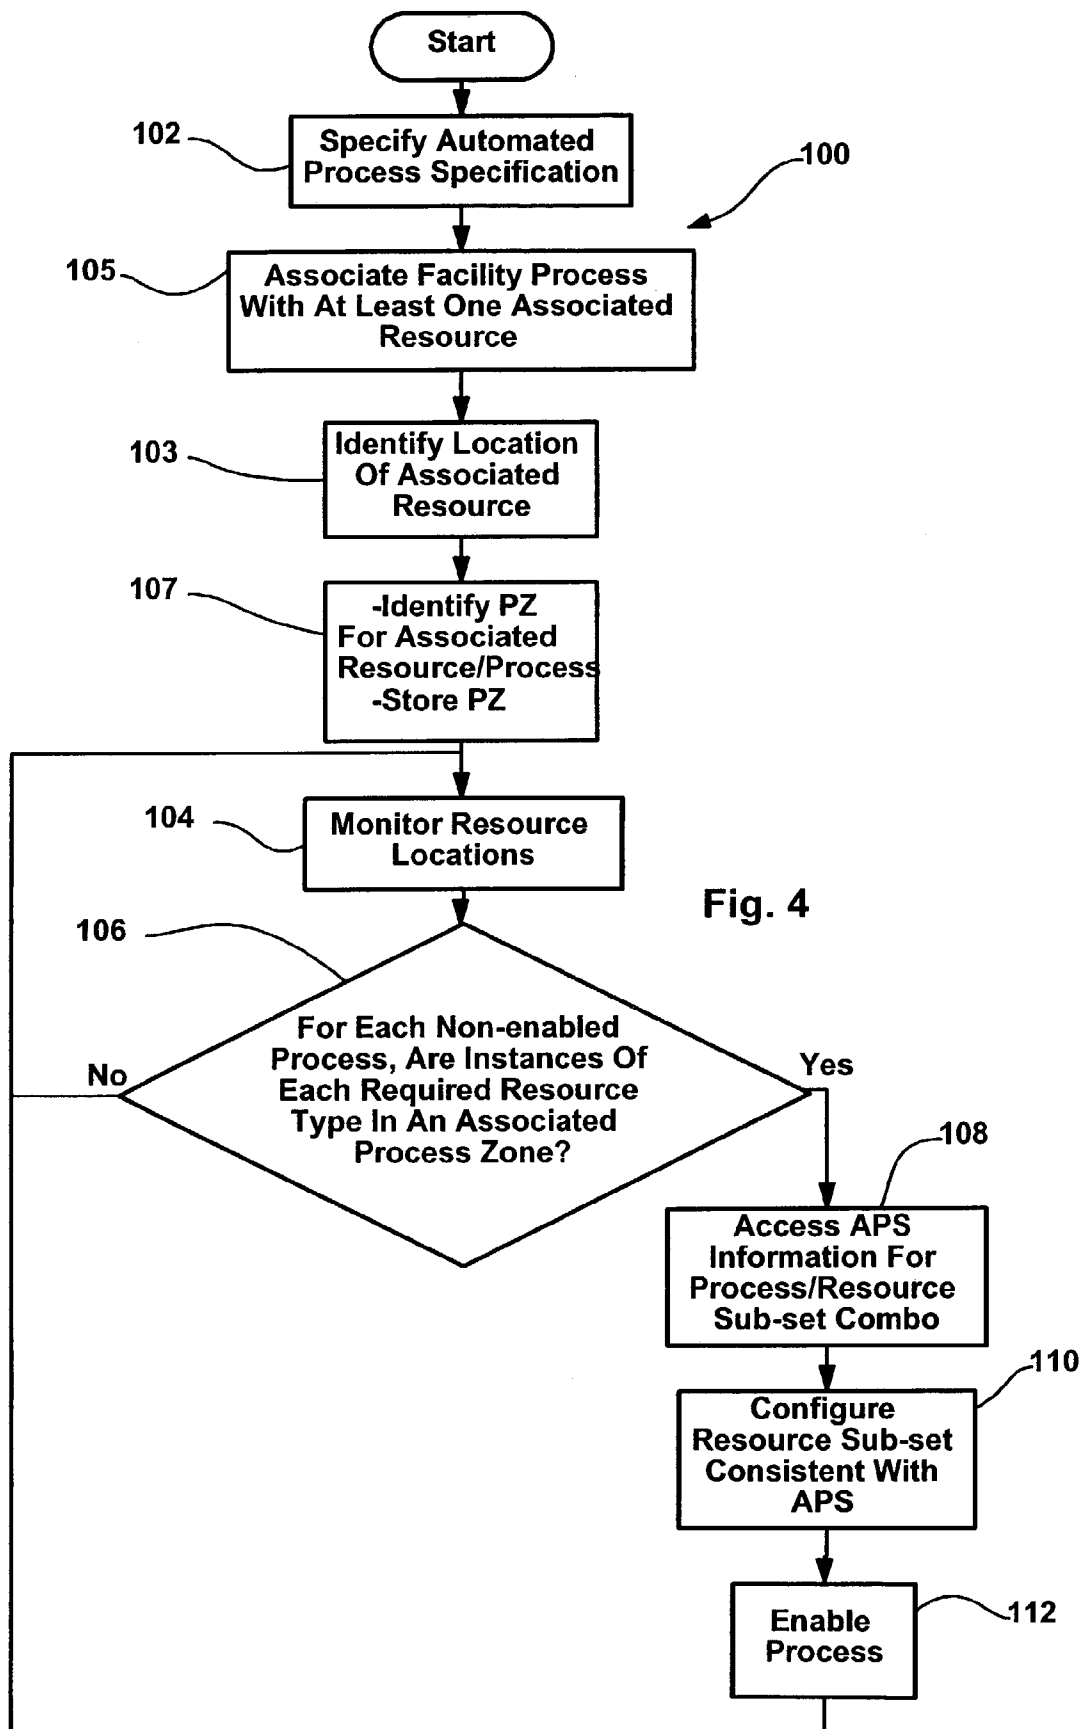 Start
102
Specify Automated
Process Specification
100
105
Associate Facility Process
With At Least One Associated
Resource
103
Identify Location
Of Associated
Resource
107
-Identify PZ
For Associated
Resource/Process
-Store PZ
104
Monitor Resource
Locations
Fig. 4
106
For Each Non-enabled
Process, Are Instances Of
Each Required Resource
Type In An Associated
Process Zone?
No
Yes
108
Access APS
Information For
Process/Resource
Sub-set Combo
110
Configure
Resource Sub-set
Consistent With
APS
112
Enable
Process